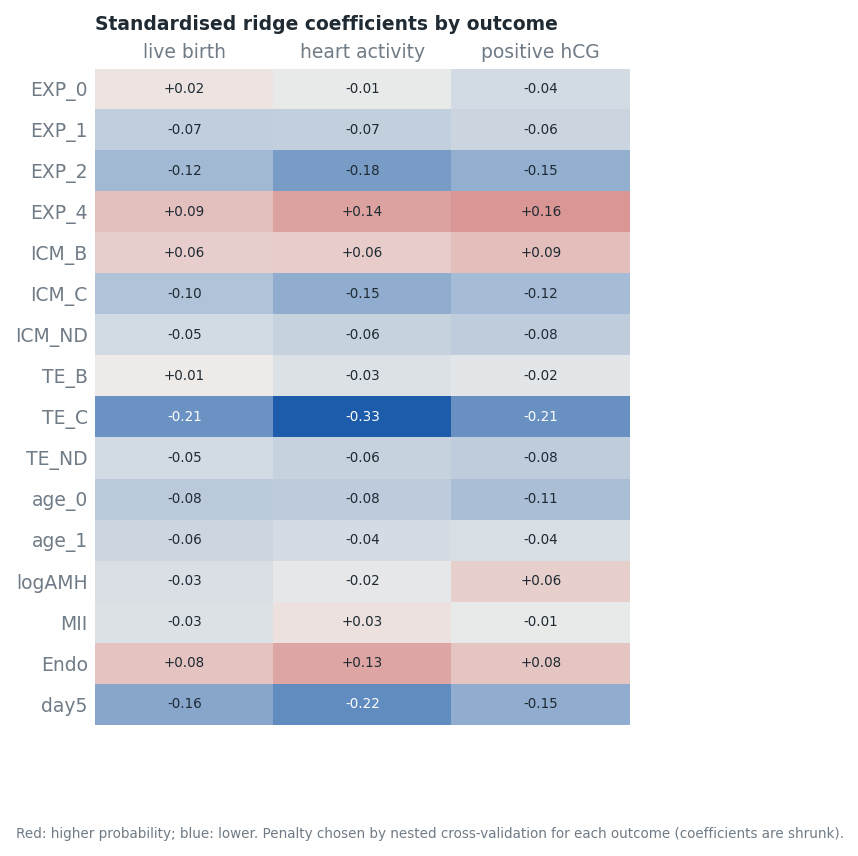 Standardised ridge coefficients by outcome
live birth heart activity positive hCG
EXP_0 +0.02 -0.01 -0.04
EXP_1 -0.07 -0.07 -0.06
EXP_2 -0.12 -0.18 -0.15
EXP_4 +0.09 +0.14 +0.16
ICM_B +0.06 +0.06 +0.09
ICM_C -0.10 -0.15 -0.12
ICM_ND -0.05 -0.06 -0.08
TE_B +0.01 -0.03 -0.02
TE_C -0.21 -0.33 -0.21
TE_ND -0.05 -0.06 -0.08
age_0 -0.08 -0.08 -0.11
age_1 -0.06 -0.04 -0.04
logAMH -0.03 -0.02 +0.06
MII -0.03 +0.03 -0.01
Endo +0.08 +0.13 +0.08
day5 -0.16 -0.22 -0.15
Red: higher probability; blue: lower. Penalty chosen by nested cross-validation for each outcome (coefficients are shrunk).